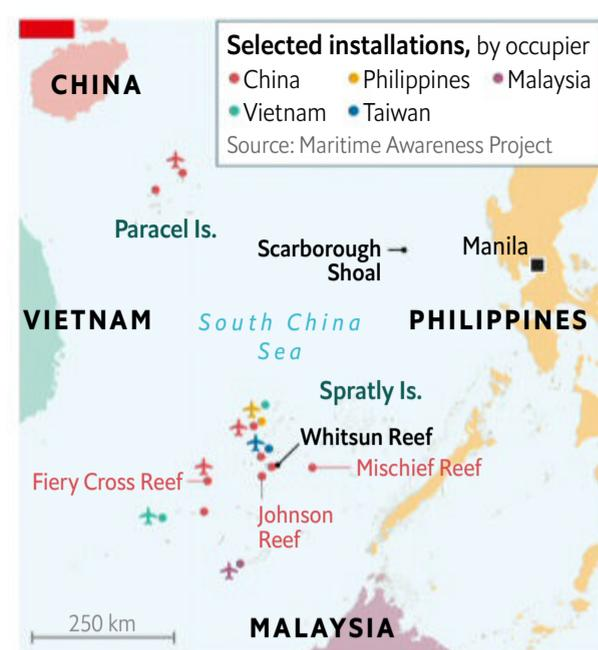 Selected installations, by occupier
China Philippines Malaysia
Vietnam Taiwan
Source: Maritime Awareness Project
CHINA
Paracel Is.
Scarborough
Shoal
Manila
VIETNAM
South China
Sea
PHILIPPINES
Spratly Is.
Whitsun Reef
Mischief Reef
Fiery Cross Reef
Johnson
Reef
250 km
MALAYSIA